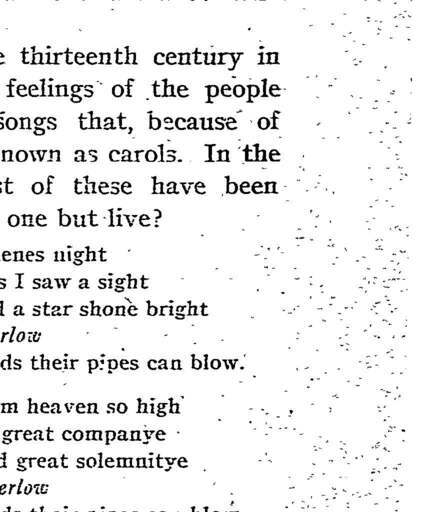 thirteenth century in
feelings of the people
songs that, because of
nown as carols. In the
st of these have been
one but live?
enes night
s I saw a sight
d a star shone bright
rlow
ds their pipes can blow.
m heaven so high
great companye
d great solemnitye
erlow